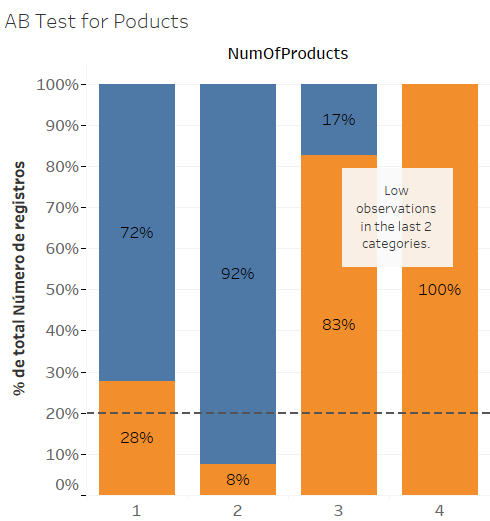 AB Test for Poducts
NumOfProducts
% de total Número de registros
100%
90%
80%
70%
60%
50%
40%
30%
20%
10%
0%
72%
28%
92%
8%
17%
83%
100%
Low
observations
in the last 2
categories.
1 2 3 4